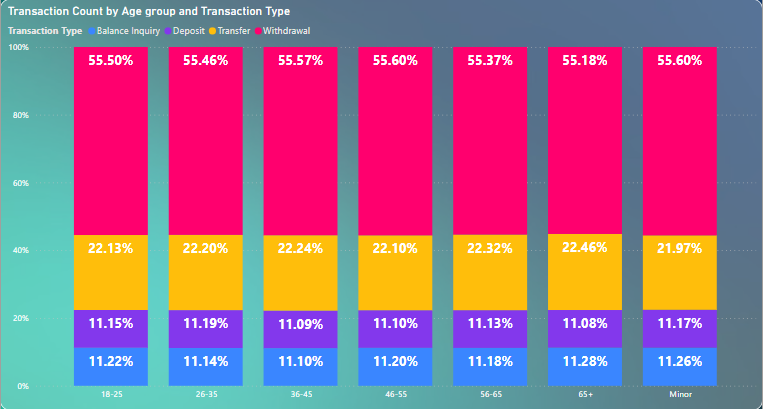 Transaction Count by Age group and Transaction Type
Transaction Type Balance Inquiry Deposit Transfer Withdrawal
100%
80%
60%
40%
20%
0%
55.50% 55.46% 55.57% 55.60% 55.37% 55.18% 55.60%
22.13% 22.20% 22.24% 22.10% 22.32% 22.46% 21.97%
11.15% 11.19% 11.09% 11.10% 11.13% 11.08% 11.17%
11.22% 11.14% 11.10% 11.20% 11.18% 11.28% 11.26%
18-25 26-35 36-45 46-55 56-65 65+ Minor